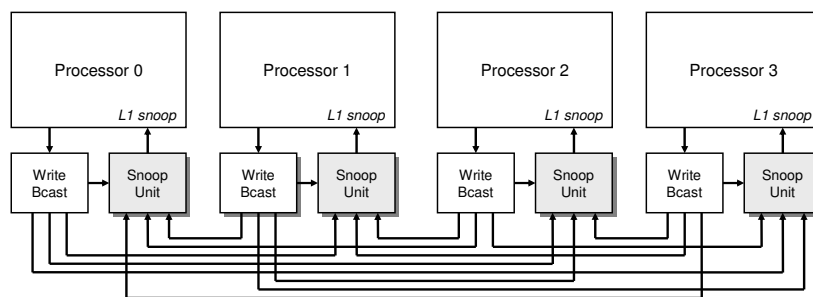 Processor 0
Processor 1
Processor 2
Processor 3
L1 snoop
L1 snoop
L1 snoop
L1 snoop
Write
Bcast
Snoop
Unit
Write
Bcast
Snoop
Unit
Write
Bcast
Snoop
Unit
Write
Bcast
Snoop
Unit